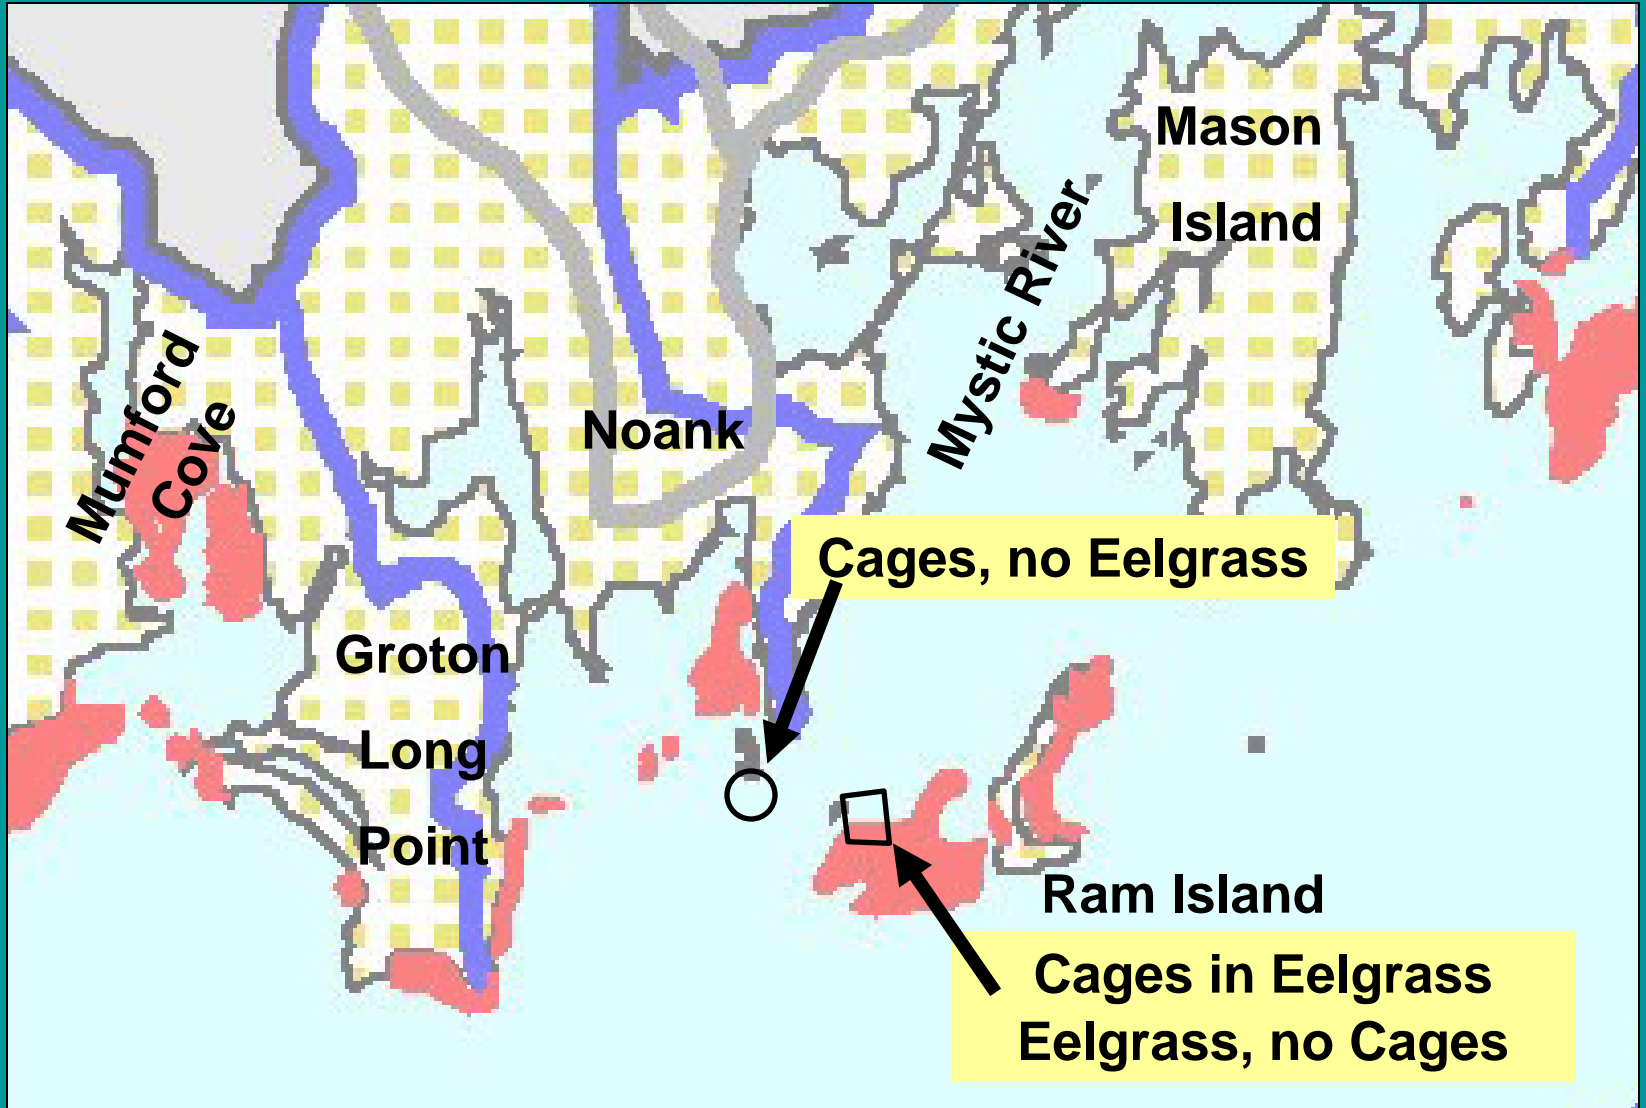 Mason
Island
Mystic River
Mumford
Cove
Noank
Cages, no Eelgrass
Groton
Long
Point
Ram Island
Cages in Eelgrass
Eelgrass, no Cages